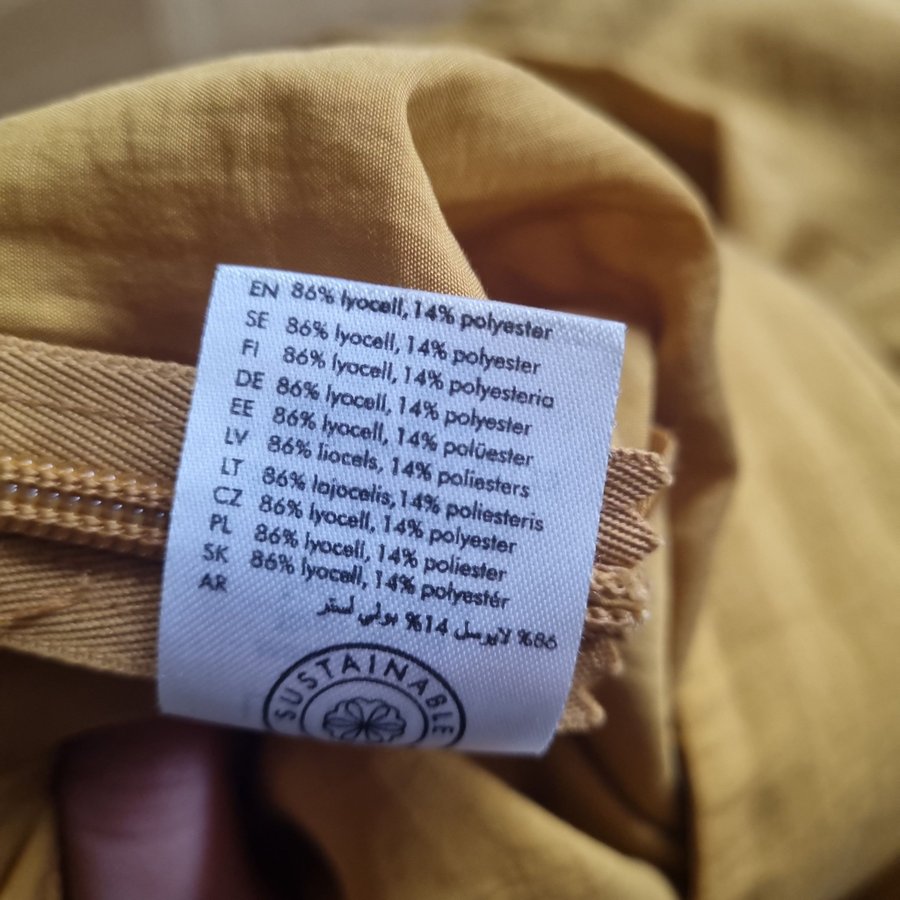 EN 86% lyocell, 14% polyester
SE 86% lyocell, 14% polyester
FI 86% lyocell, 14% polyesteria
DE 86% lyocell, 14% polyester
EE 86% lyocell, 14% polüester
LV 86% liocels, 14% poliesters
LT 86% lajocelis, 14% poliesteris
CZ 86% lyocell, 14% polyester
PL 86% lyocell, 14% poliester
SK 86% lyocell, 14% polyestér
AR 86% لايوسل 14% بولي استر
SUSTAINABLE